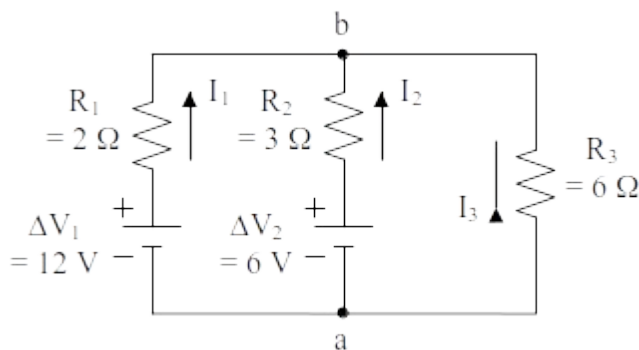 b
R₁
= 2 Ω
I₁
R₂
= 3 Ω
I₂
R₃
= 6 Ω
I₃
+
ΔV₁
= 12 V −
+
ΔV₂
= 6 V −
a